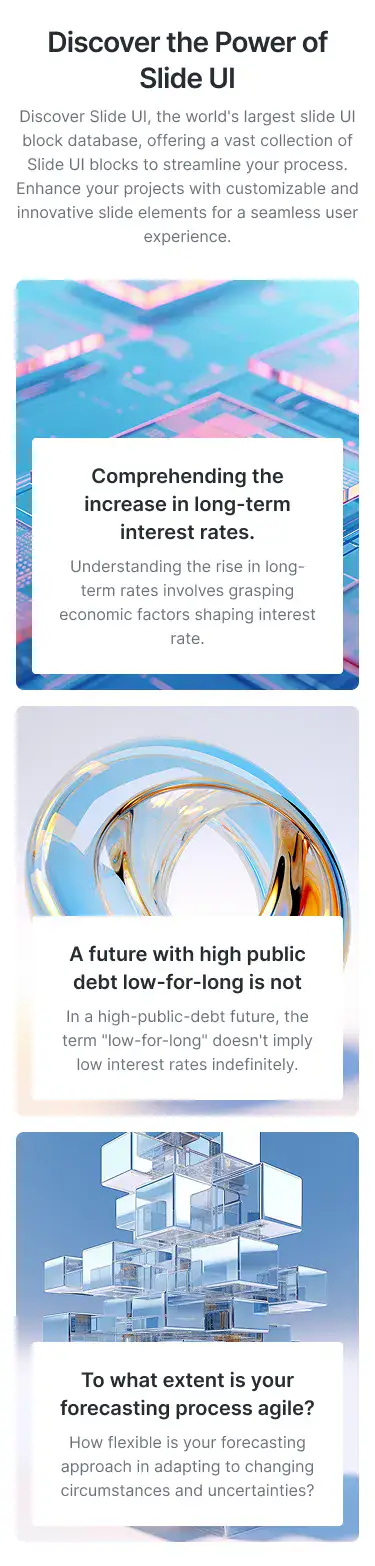 Discover the Power of
Slide UI
Discover Slide UI, the world's largest slide UI
block database, offering a vast collection of
Slide UI blocks to streamline your process.
Enhance your projects with customizable and
innovative slide elements for a seamless user
experience.
Comprehending the
increase in long-term
interest rates.
Understanding the rise in long-
term rates involves grasping
economic factors shaping interest
rate.
A future with high public
debt low-for-long is not
In a high-public-debt future, the
term "low-for-long" doesn't imply
low interest rates indefinitely.
To what extent is your
forecasting process agile?
How flexible is your forecasting
approach in adapting to changing
circumstances and uncertainties?